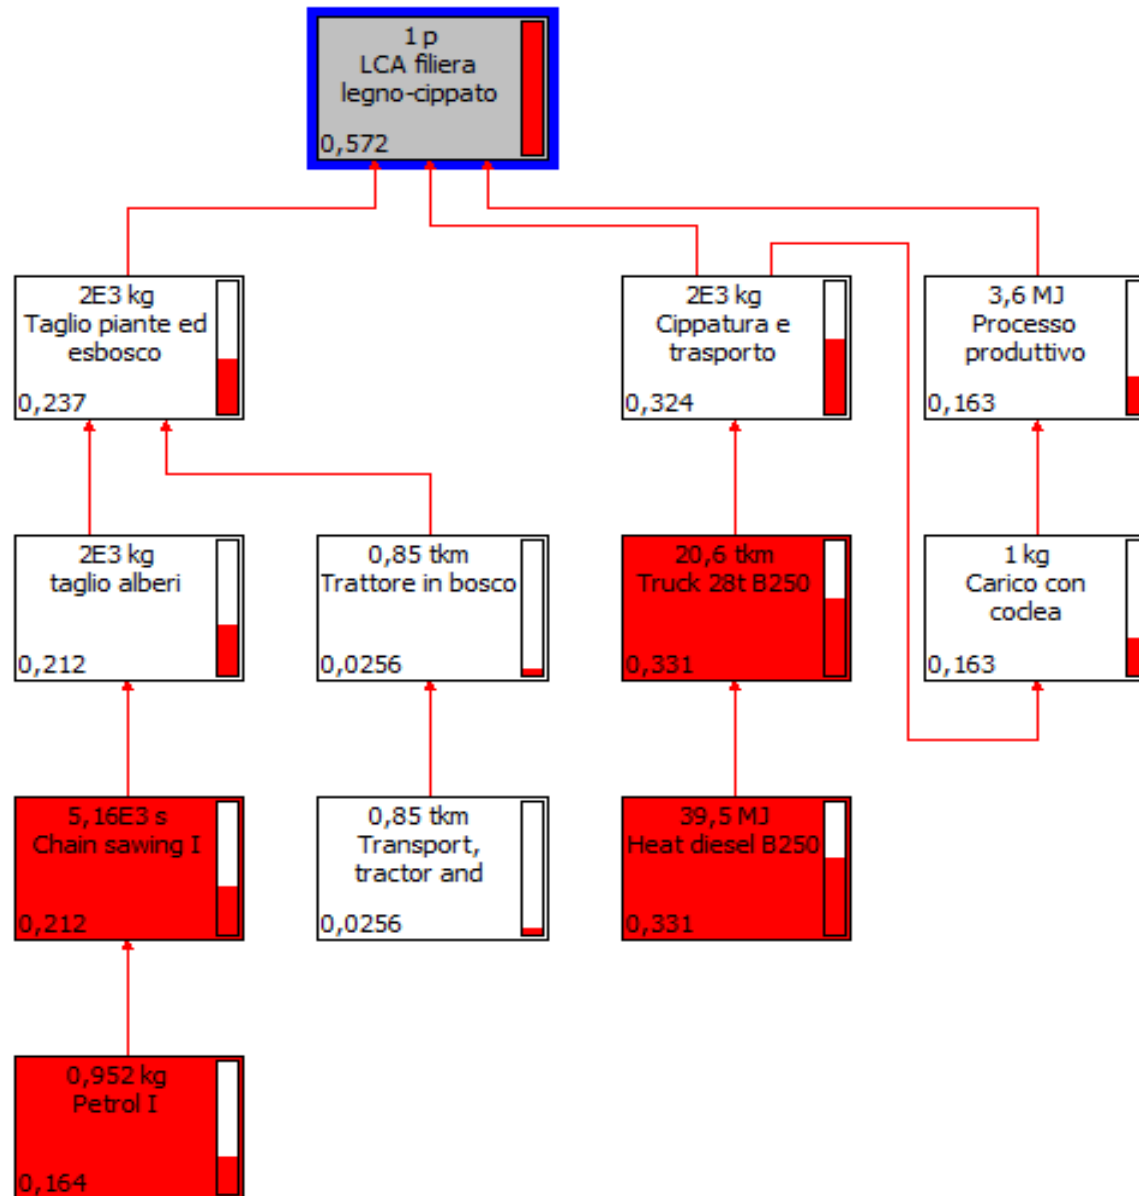 1 p
LCA filiera
legno-cippato
0,572
2E3 kg
Taglio piante ed
esbosco
0,237
2E3 kg
Cippatura e
trasporto
0,324
3,6 MJ
Processo
produttivo
0,163
2E3 kg
taglio alberi
0,212
0,85 tkm
Trattore in bosco
0,0256
20,6 tkm
Truck 28t B250
0,331
1 kg
Carico con
coclea
0,163
5,16E3 s
Chain sawing I
0,212
0,85 tkm
Transport,
tractor and
0,0256
39,5 MJ
Heat diesel B250
0,331
0,952 kg
Petrol I
0,164